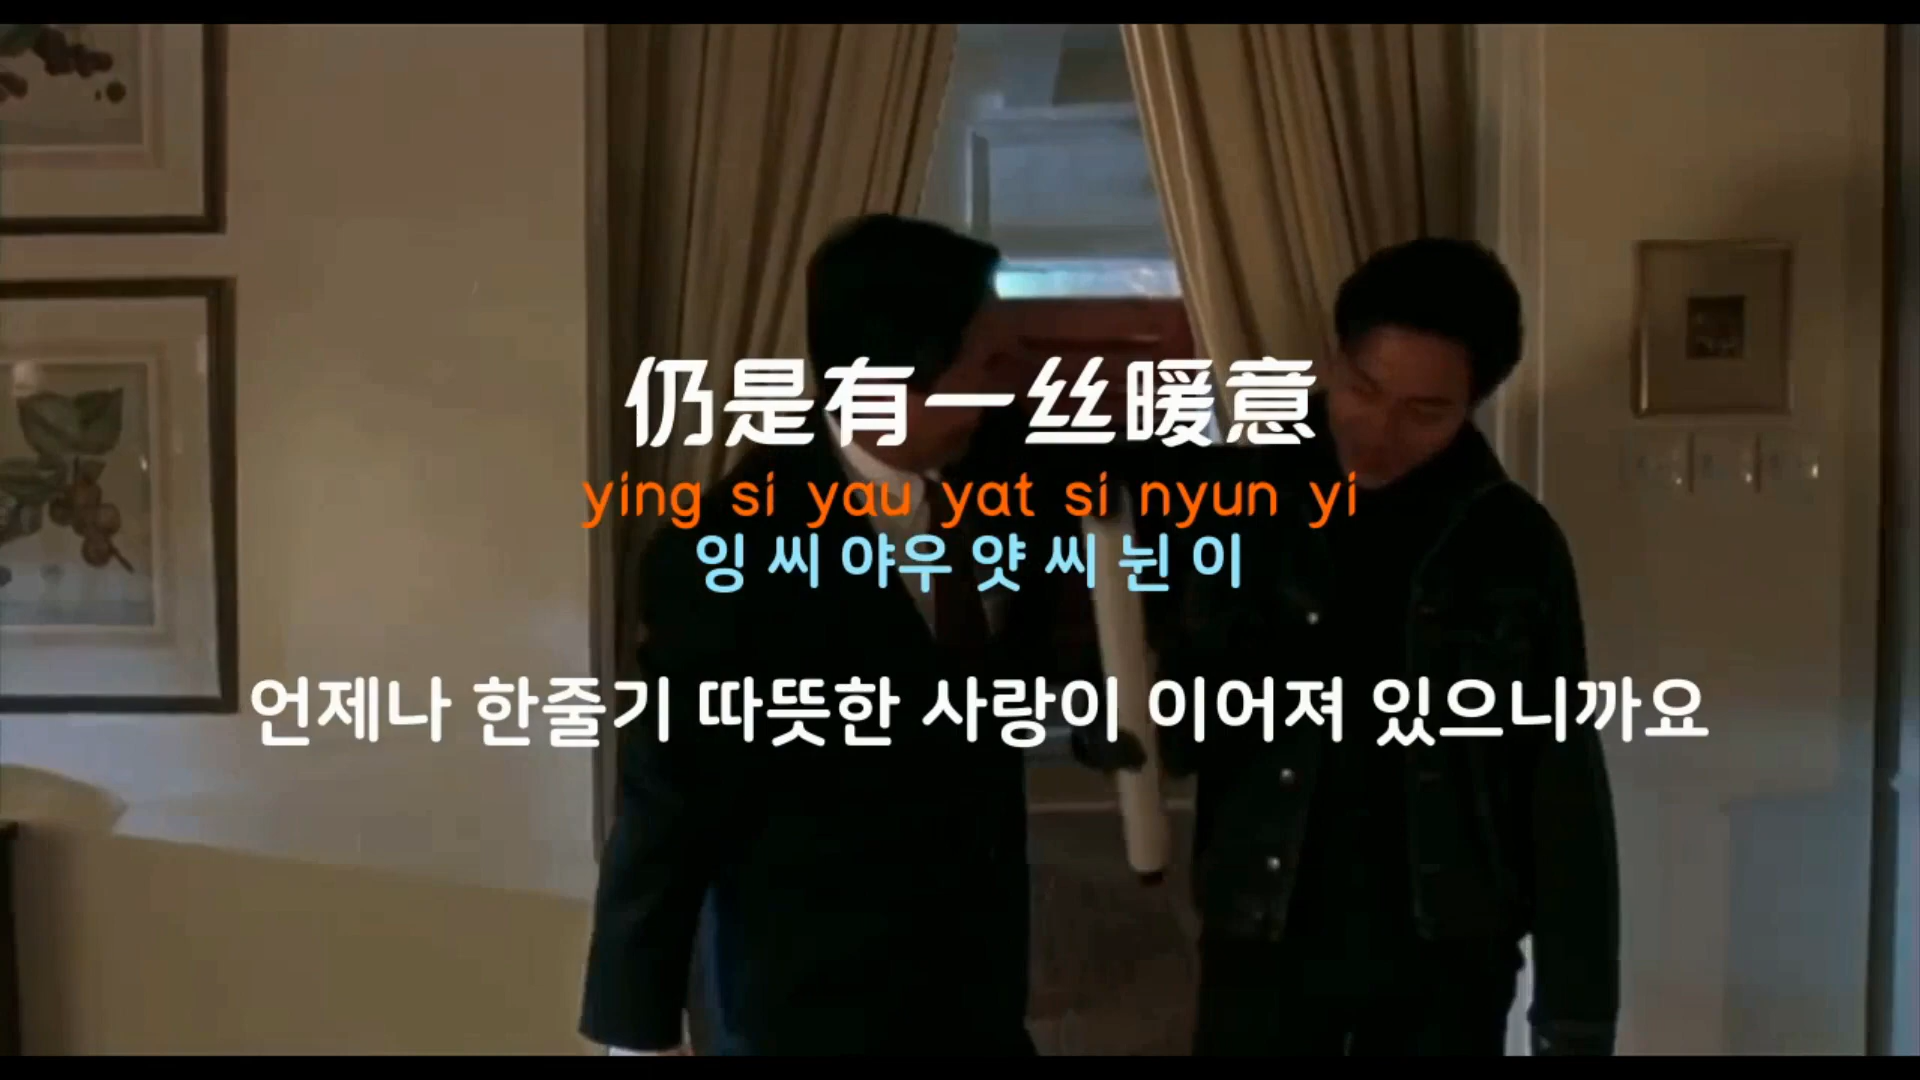 仍是有一丝暖意
ying si yau yat si nyun yi
잉 씨 야우 얏 씨 뉜 이
언제나 한줄기 따뜻한 사랑이 이어져 있으니까요